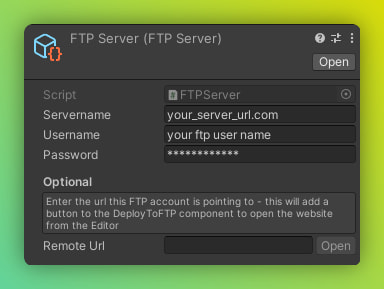 FTP Server (FTP Server)
Open
Script FTPServer
Servername your_server_url.com
Username your ftp user name
Password ************
Optional
Enter the url this FTP account is pointing to - this will add a
button to the DeployToFTP component to open the website
from the Editor
Remote Url Open